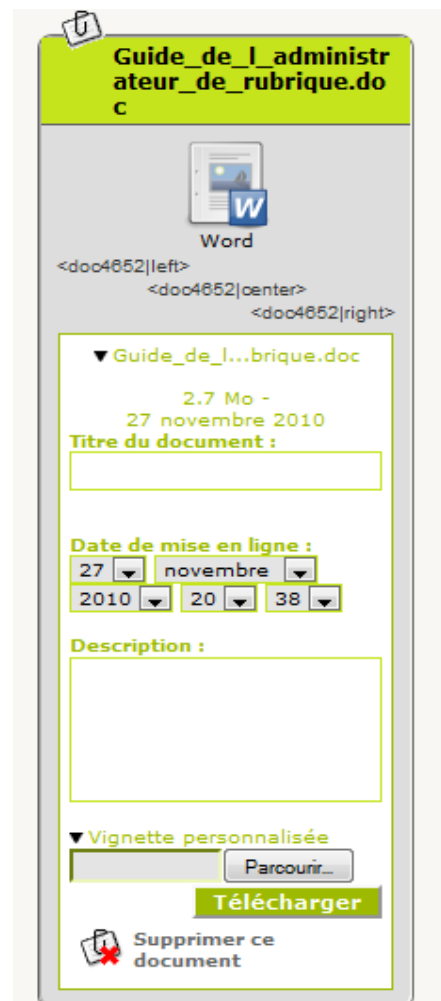 Guide_de_l_administr
ateur_de_rubrique.do
c
W
Word
<doc4652|left>
<doc4652|center>
<doc4652|right>
▼Guide_de_l...brique.doc
2.7 Mo -
27 novembre 2010
Titre du document :
Date de mise en ligne :
27 novembre
2010 20 38
Description :
▼Vignette personnalisée
Parcourir...
Télécharger
Supprimer ce
document